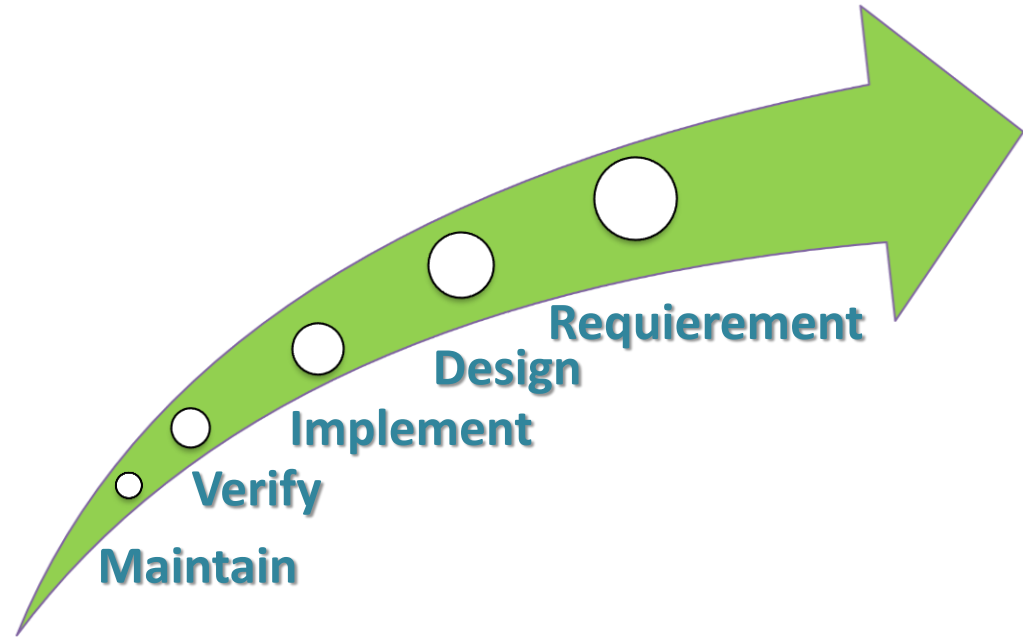 Requierement
Design
Implement
Verify
Maintain